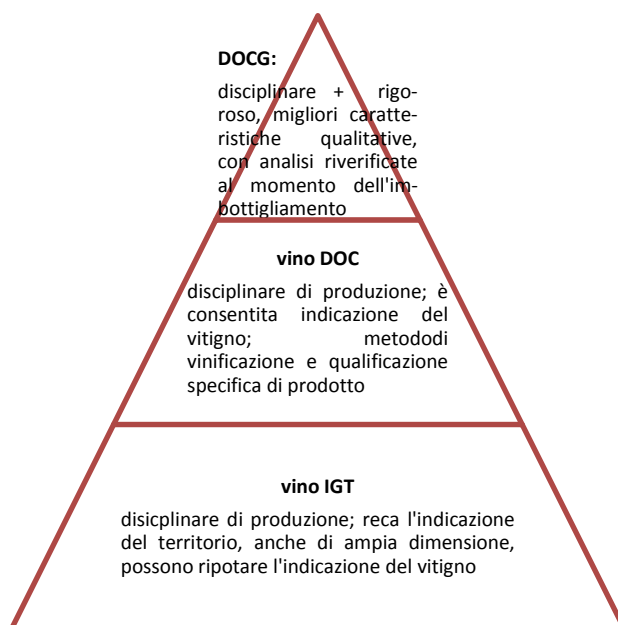 DOCG:
disciplinare + rigo-
roso, migliori caratte-
ristiche qualitative,
con analisi riverificate
al momento dell'im-
bottigliamento
vino DOC
disciplinare di produzione; è
consentita indicazione del
vitigno; metododi
vinificazione e qualificazione
specifica di prodotto
vino IGT
disicplinare di produzione; reca l'indicazione
del territorio, anche di ampia dimensione,
possono ripotare l'indicazione del vitigno